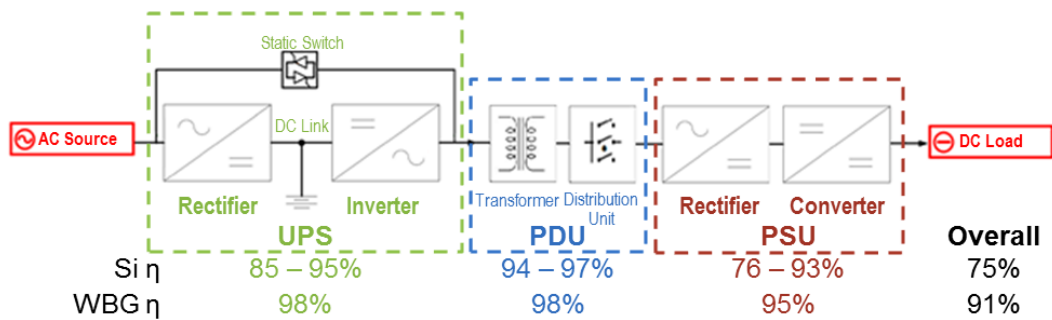 Static Switch
AC Source
DC Link
DC Load
Rectifier
Inverter
Transformer
Distribution
Unit
Rectifier
Converter
UPS
PDU
PSU
Overall
Si η 85 – 95% 94 – 97% 76 – 93% 75%
WBG η 98% 98% 95% 91%